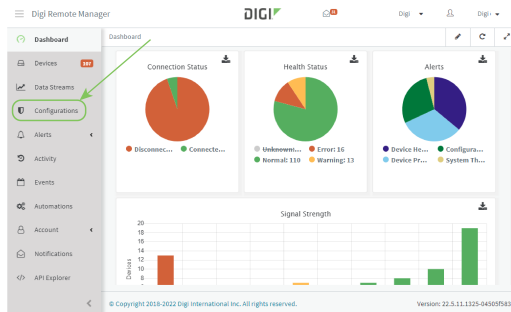 Digi Remote Manager
DIGI
Digi
Digi
Dashboard
Devices
Data Streams
Configurations
Alerts
Activity
Events
Automations
Account
Notifications
API Explorer
Dashboard
Connection Status
Disconnec... Connecte...
Health Status
Unknown:... Error: 16
Normal: 110 Warning: 13
Alerts
Device He... Configura...
Device Pr... System Th...
Signal Strength
Devices
20
18
16
14
12
10
8
6
© Copyright 2016-2022 Digi International Inc. All rights reserved.
Version: 22.5.11.1325-04505f583